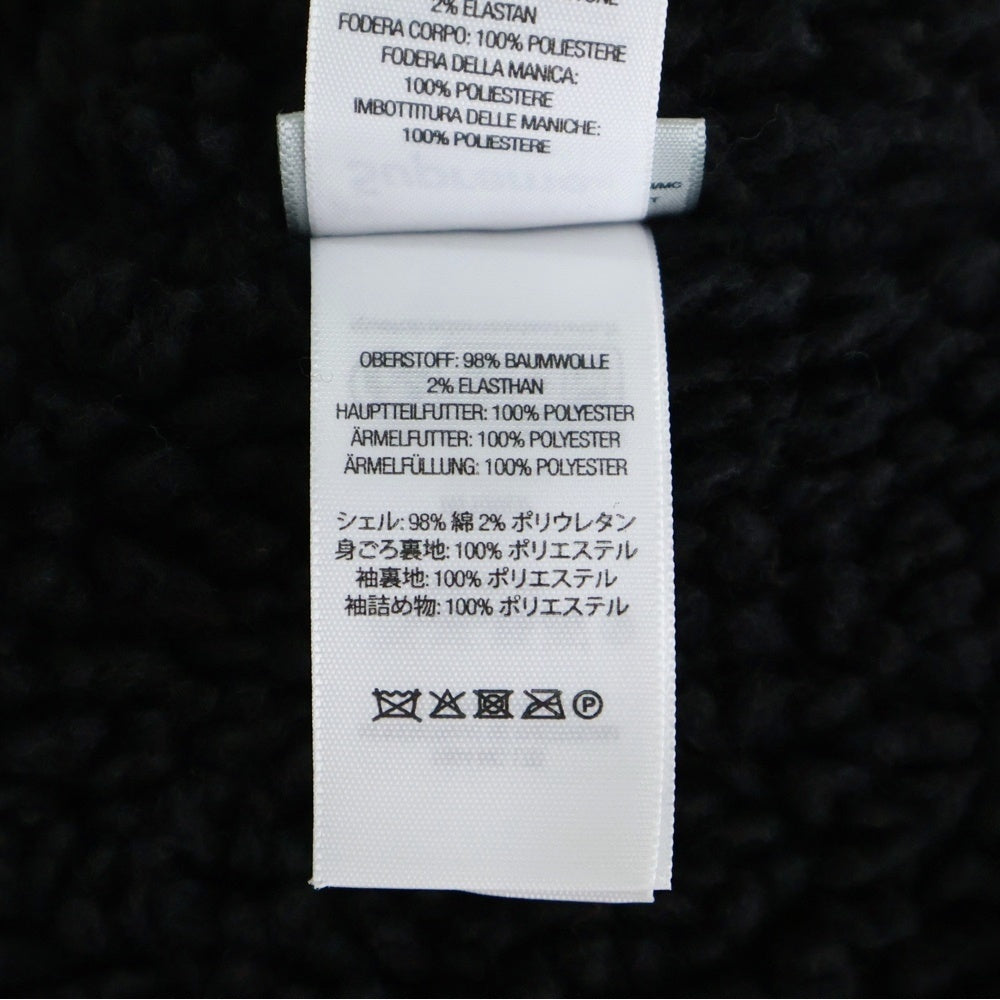 2% ELASTAN
FODERA CORPO: 100% POLIESTERE
FODERA DELLA MANICA:
100% POLIESTERE
IMBOTTITURA DELLE MANICHE:
100% POLIESTERE
OBERSTOFF: 98% BAUMWOLLE
2% ELASTHAN
HAUPTTEILFUTTER: 100% POLYESTER
ÄRMELFUTTER: 100% POLYESTER
ÄRMELFÜLLUNG: 100% POLYESTER
シェル: 98% 綿 2% ポリウレタン
身ごろ裏地: 100% ポリエステル
袖裏地: 100% ポリエステル
袖詰め物: 100% ポリエステル
P